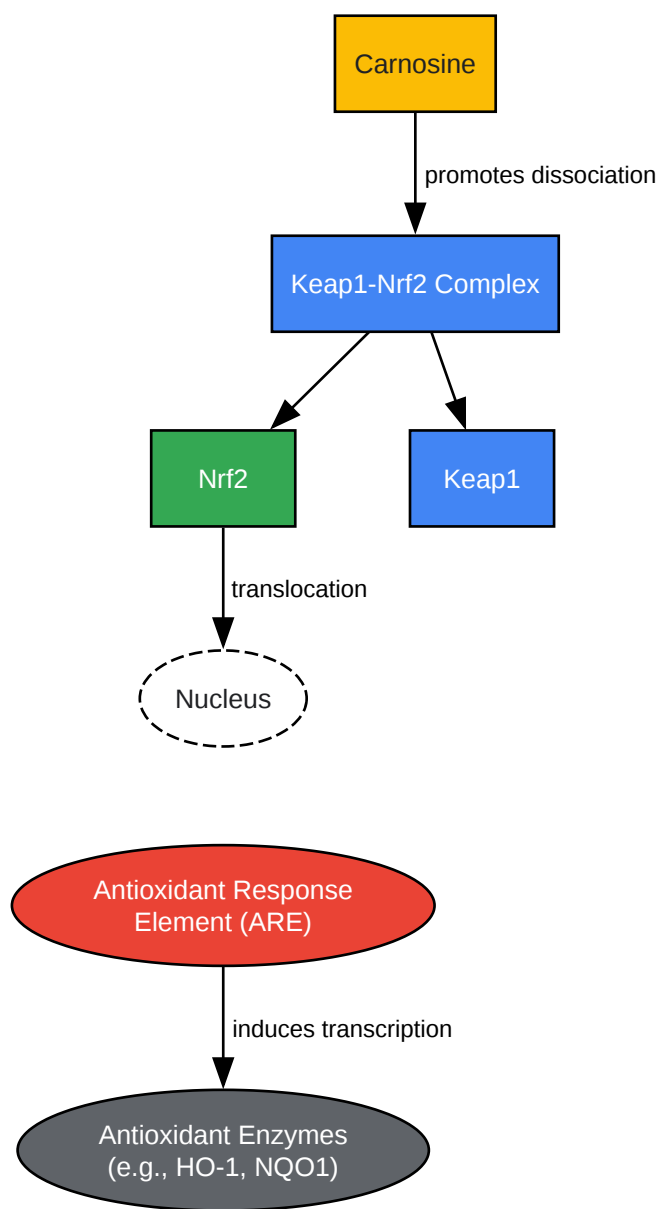 Carnosine
promotes dissociation
Keap1-Nrf2 Complex
Nrf2
Keap1
translocation
Nucleus
Antioxidant Response
Element (ARE)
induces transcription
Antioxidant Enzymes
(e.g., HO-1, NQO1)